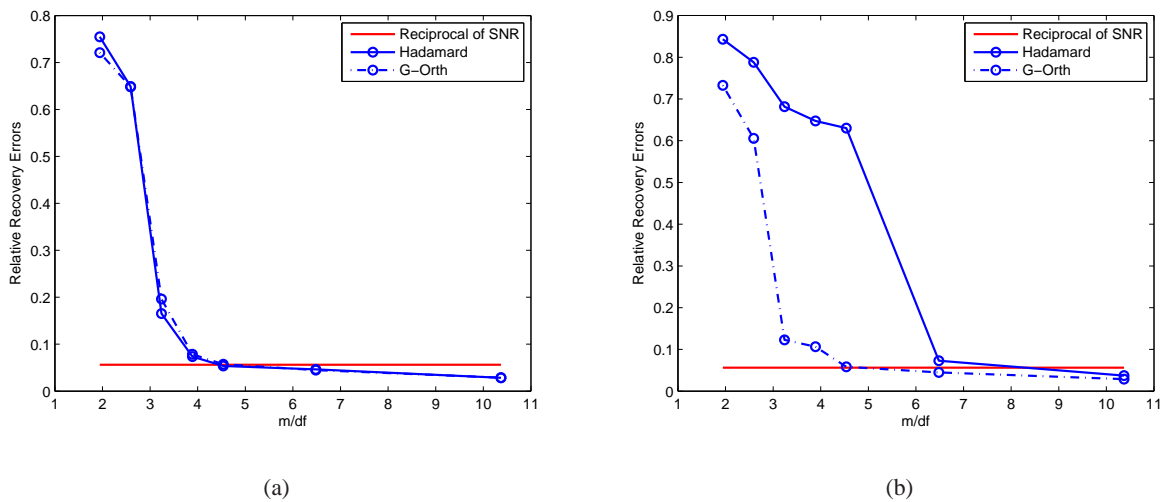 0.8
0.7
0.6
0.5
0.4
0.3
0.2
0.1
0
Relative Recovery Errors
1 2 3 4 5 6 7 8 9 10 11
m/df
Reciprocal of SNR
Hadamard
G−Orth
(a)
0.9
0.8
0.7
0.6
0.5
0.4
0.3
0.2
0.1
0
Relative Recovery Errors
1 2 3 4 5 6 7 8 9 10 11
m/df
Reciprocal of SNR
Hadamard
G−Orth
(b)